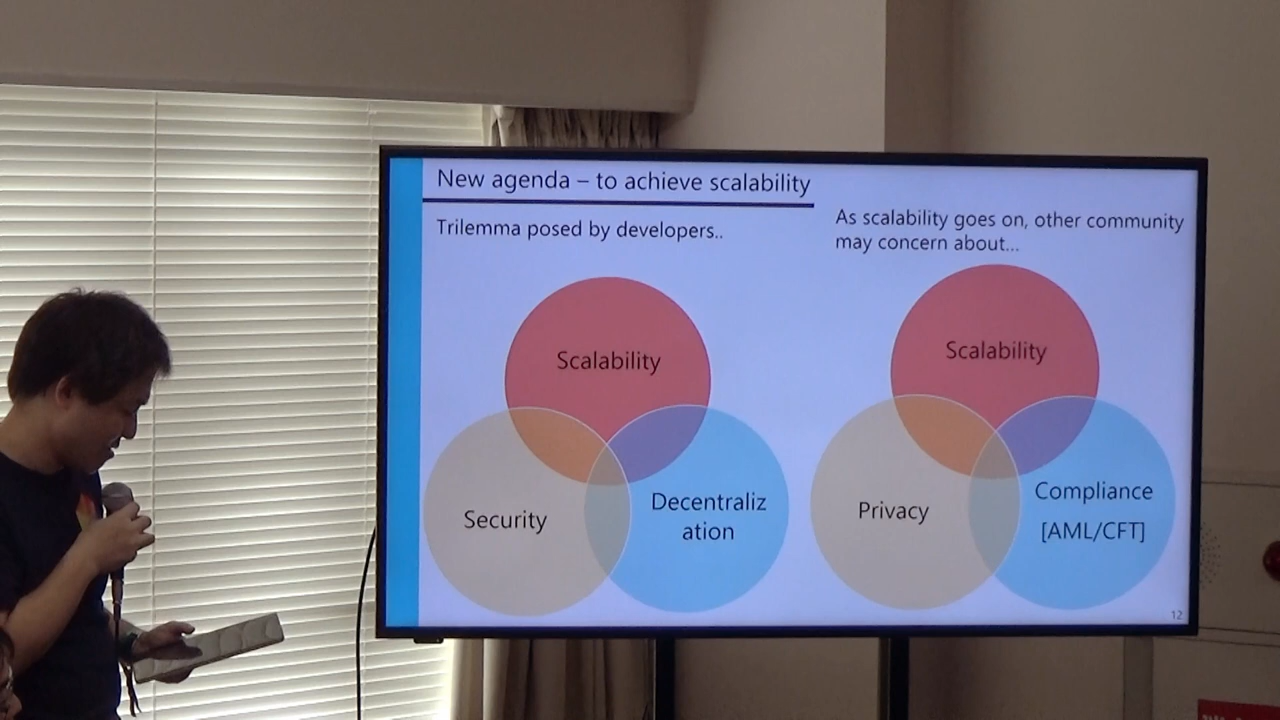 New agenda – to achieve scalability
Trilemma posed by developers..
Scalability
Security
Decentraliz
ation
As scalability goes on, other community
may concern about...
Scalability
Privacy
Compliance
[AML/CFT]
12